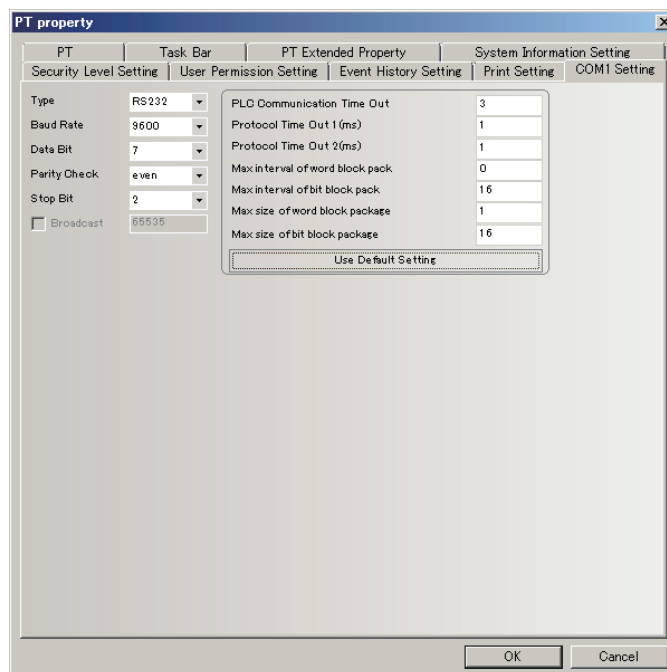 PT property
PT Task Bar PT Extended Property System Information Setting
Security Level Setting User Permission Setting Event History Setting Print Setting COM1 Setting
Type RS232
Baud Rate 9600
Data Bit 7
Parity Check even
Stop Bit 2
Broadcast 65535
PLC Communication Time Out 3
Protocol Time Out 1(ms) 1
Protocol Time Out 2(ms) 1
Max interval of word block pack 0
Max interval of bit block pack 16
Max size of word block package 1
Max size of bit block package 16
Use Default Setting
OK Cancel